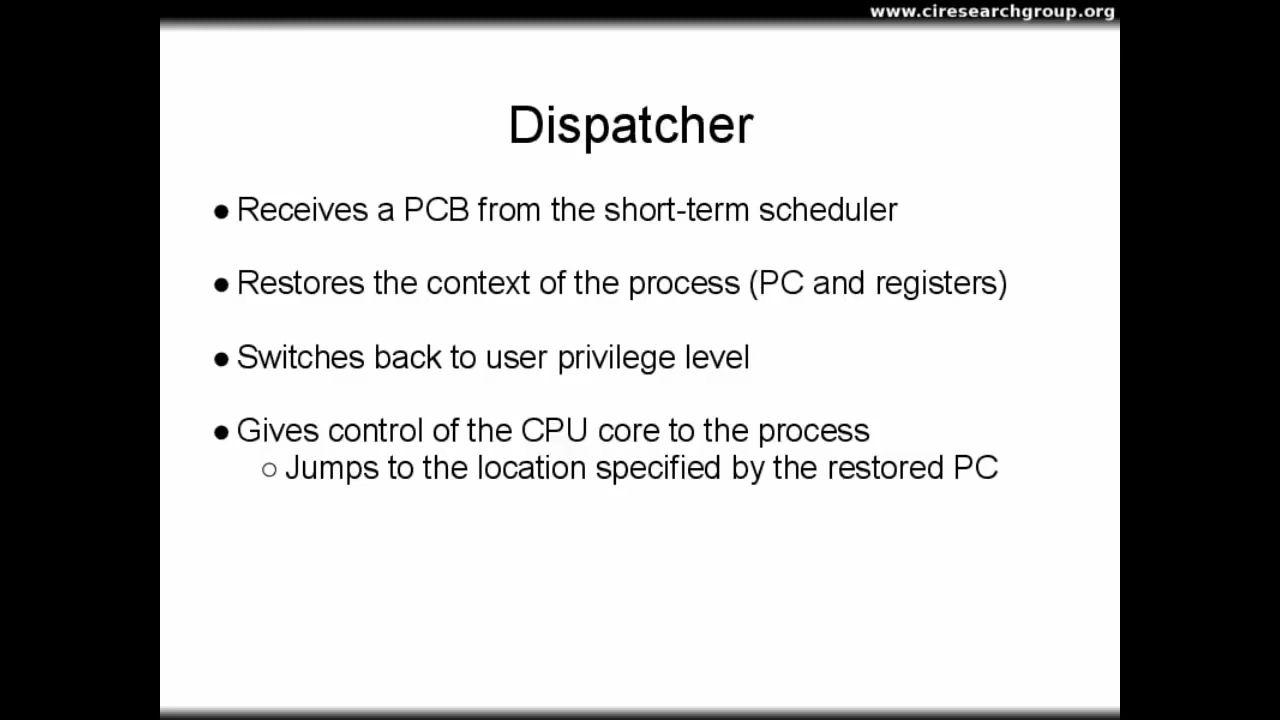 www.ciresearchgroup.org
Dispatcher
● Receives a PCB from the short-term scheduler
● Restores the context of the process (PC and registers)
● Switches back to user privilege level
● Gives control of the CPU core to the process
○ Jumps to the location specified by the restored PC